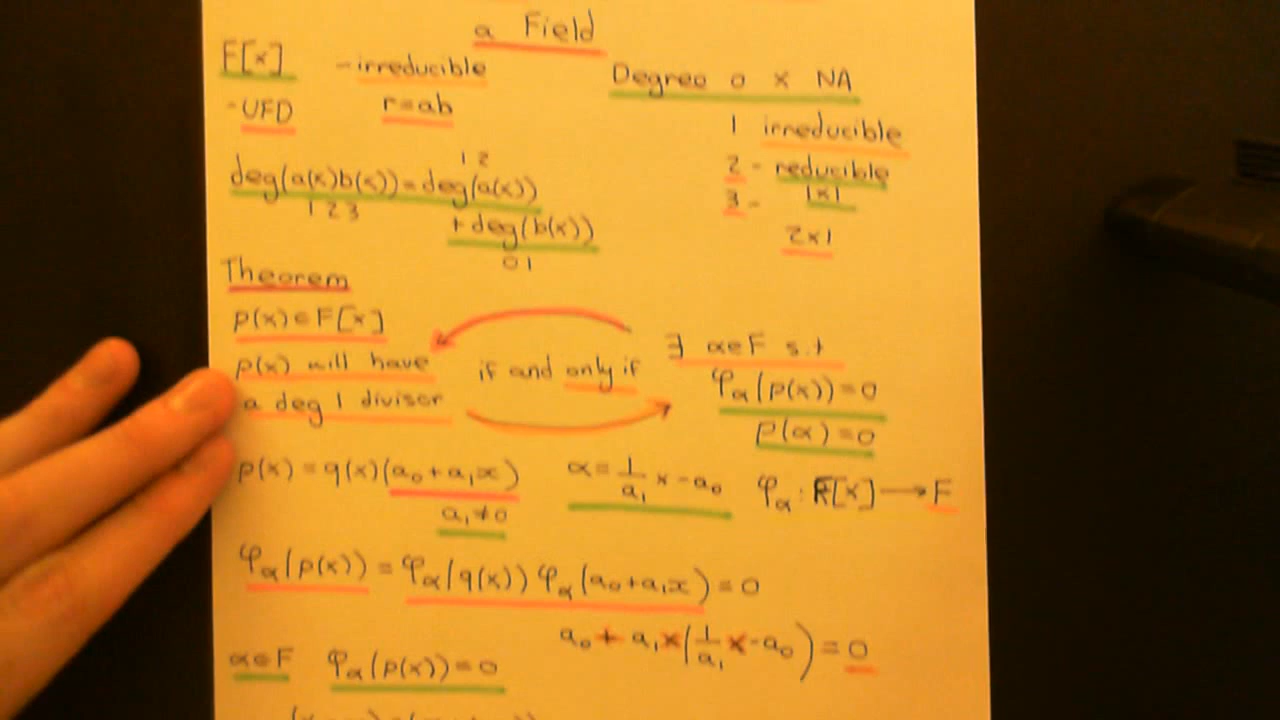 a Field
F[x] - irreducible
- UFD r=ab
Degree 0 x NA
1 irreducible
2 - reducible
3 - 1x1
2x1
1 2
deg(a(x)b(x))=deg(a(x))
1 2 3
+deg(b(x))
0 1
Theorem
p(x)∈F[x]
p(x) will have
a deg 1 divisor
if and only if
∃ α∈F s.t
φα(p(x))=0
p(α)=0
p(x)=q(x)(a₀+a₁x)
a₁≠0
α=1/a₁ x -a₀
φα: F[x]→F
φα(p(x))=φα(q(x))φα(a₀+a₁x)=0
a₀+a₁x(1/a₁ x -a₀)=0
α∈F φα(p(x))=0